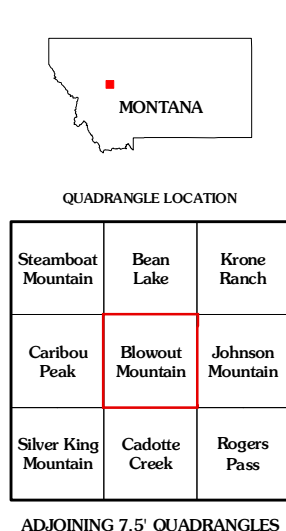 MONTANA
QUADRANGLE LOCATION
Steamboat Mountain
Bean Lake
Krone Ranch
Caribou Peak
Blowout Mountain
Johnson Mountain
Silver King Mountain
Cadotte Creek
Rogers Pass
ADJOINING 7.5' QUADRANGLES